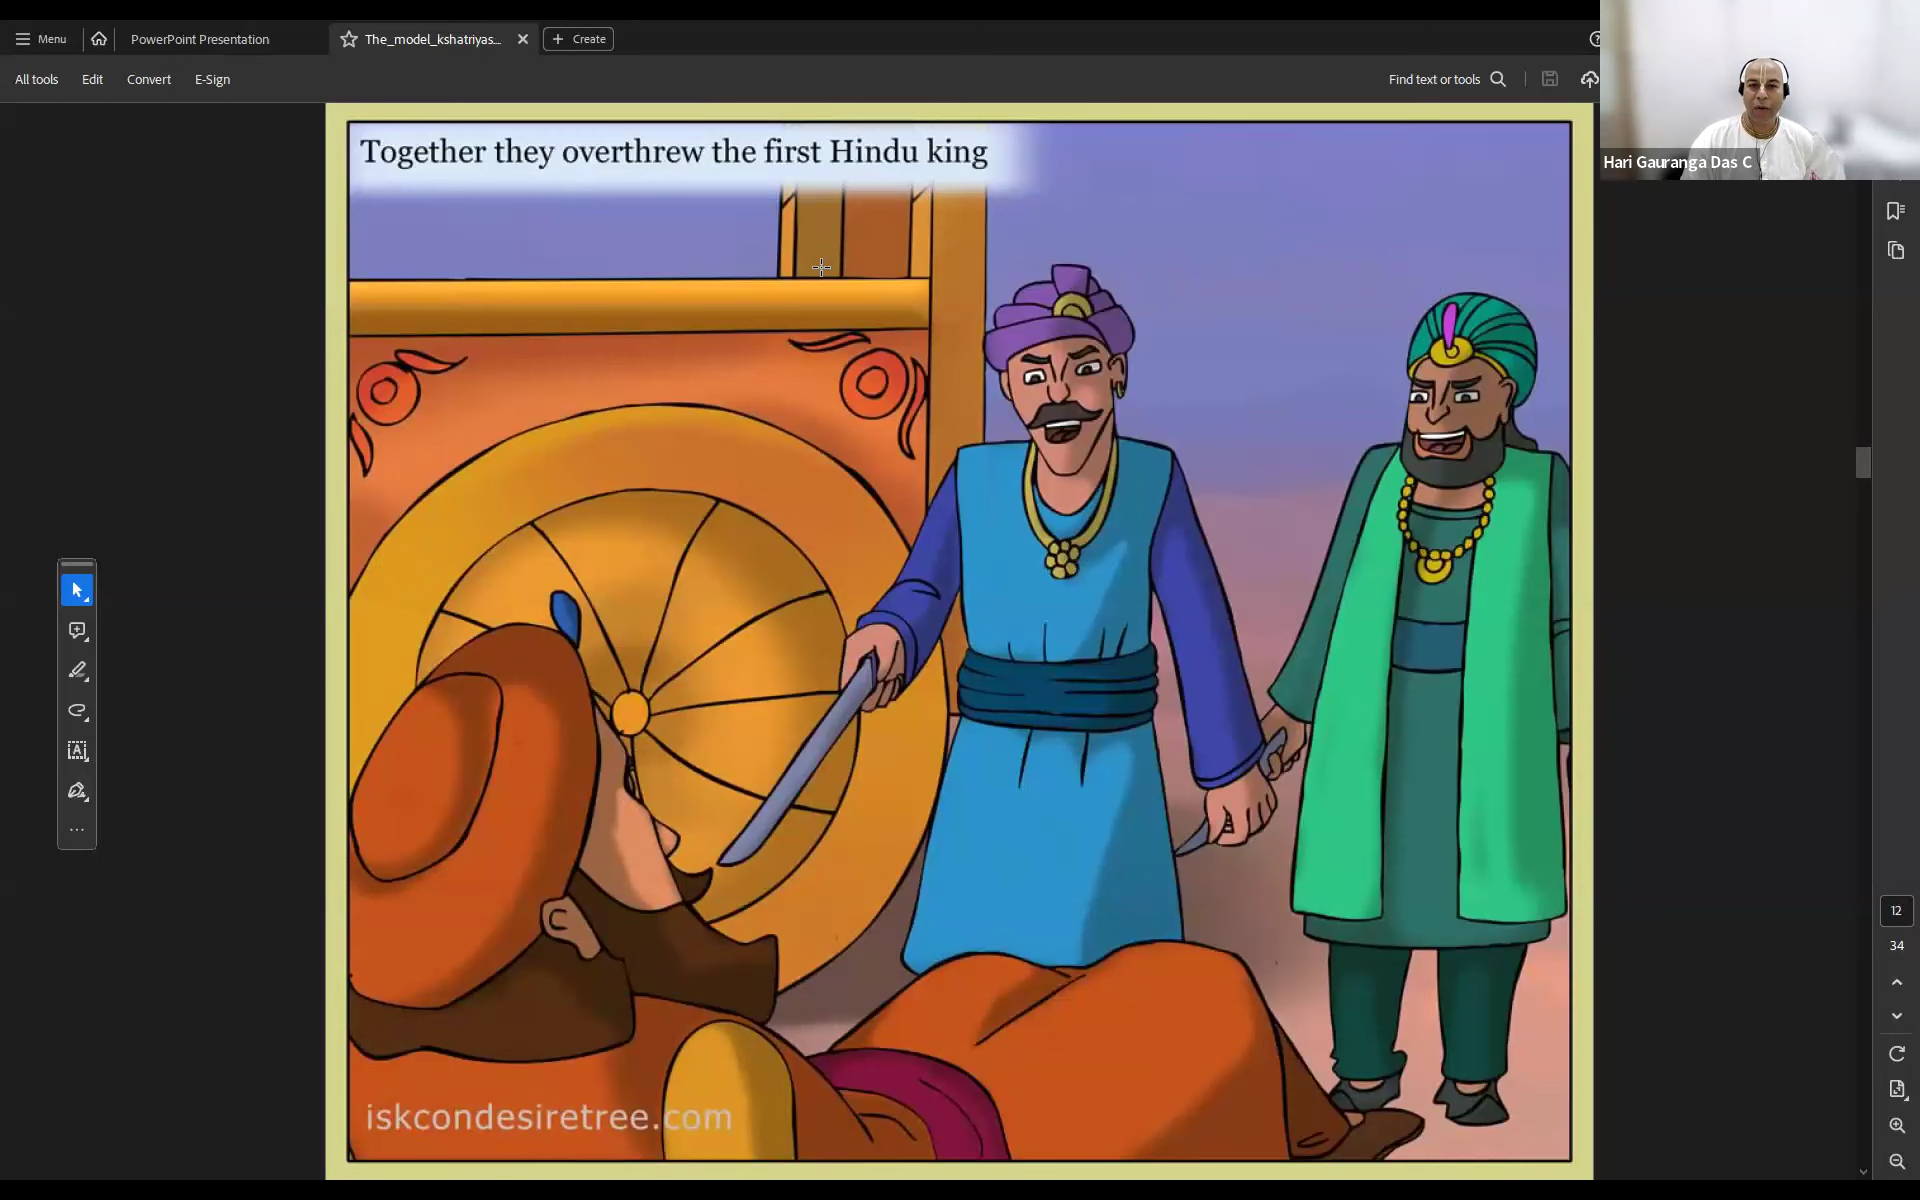 Menu
PowerPoint Presentation
The_model_kshatriyas...
Create
All tools
Edit
Convert
E-Sign
Find text or tools
Hari Gauranga Das C
Together they overthrew the first Hindu king
12
34
iskcondesiretree.com